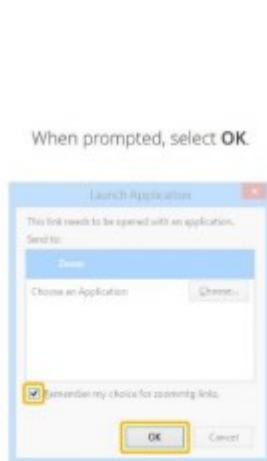 When prompted, select OK.
Launch Application
This link needs to be opened with an application.
Send to:
Zoom
Choose an Application
Choose...
Remember my choice for zoommtg links.
OK
Cancel